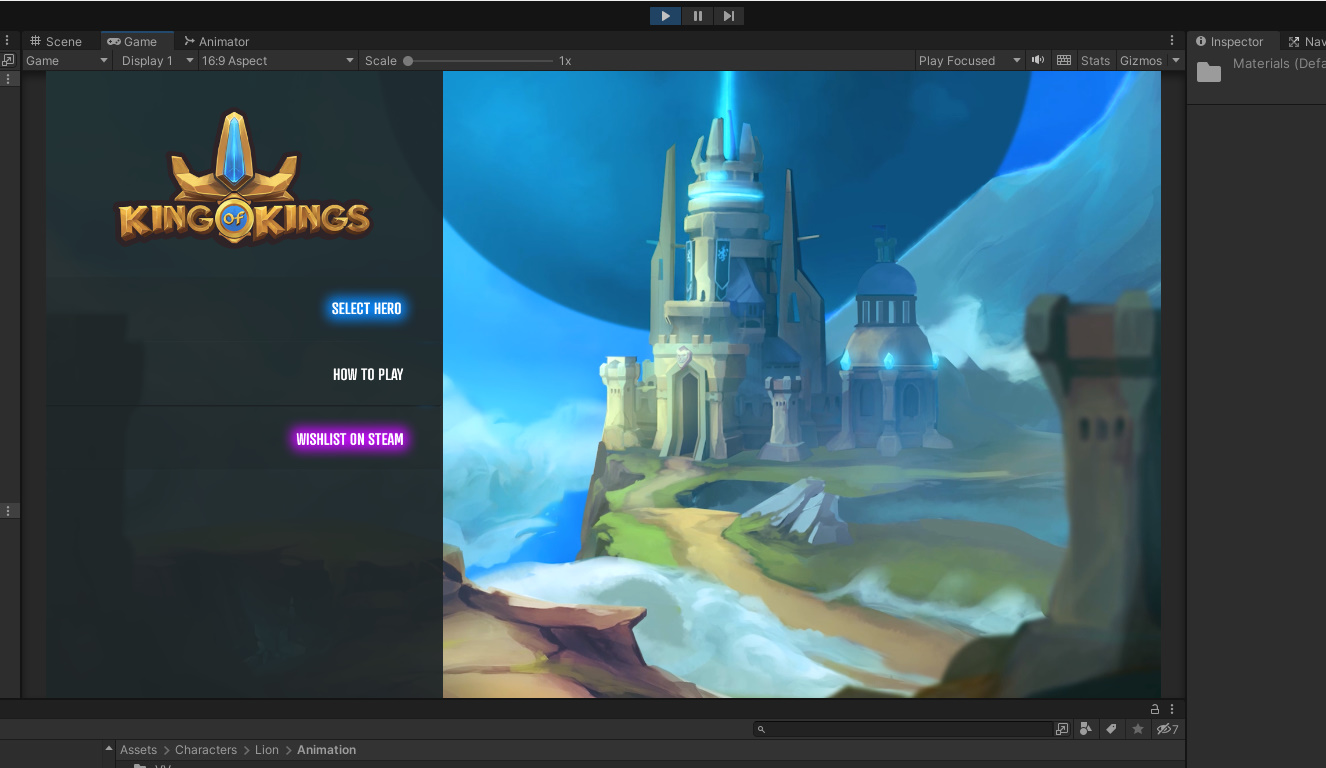 Scene Game Animator
Inspector Nav
Game Display 1 16:9 Aspect Scale 1x Play Focused Stats Gizmos
Materials (Defa
KING OF KINGS
SELECT HERO
HOW TO PLAY
WISHLIST ON STEAM
7
Assets > Characters > Lion > Animation